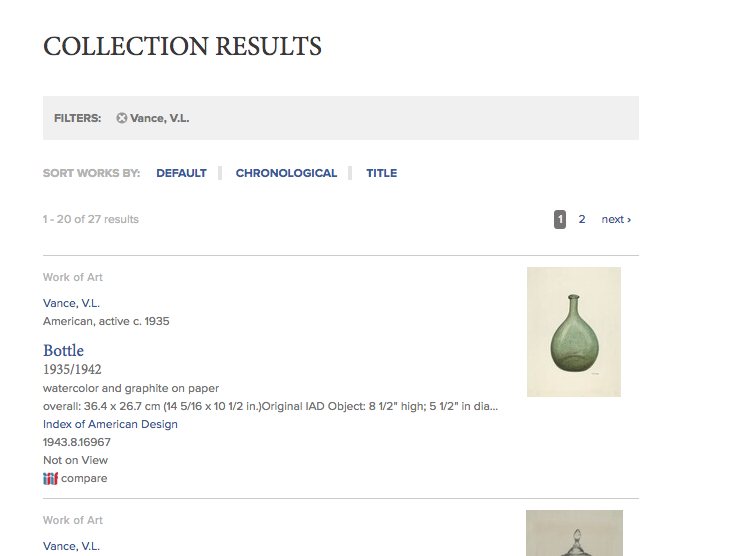 COLLECTION RESULTS
FILTERS: Vance, V.L.
SORT WORKS BY: DEFAULT CHRONOLOGICAL TITLE
1 - 20 of 27 results 1 2 next ›
Work of Art
Vance, V.L.
American, active c. 1935
Bottle
1935/1942
watercolor and graphite on paper
overall: 36.4 x 26.7 cm (14 5/16 x 10 1/2 in.)Original IAD Object: 8 1/2" high; 5 1/2" in dia...
Index of American Design
1943.8.16967
Not on View
iiif compare
Work of Art
Vance, V.L.